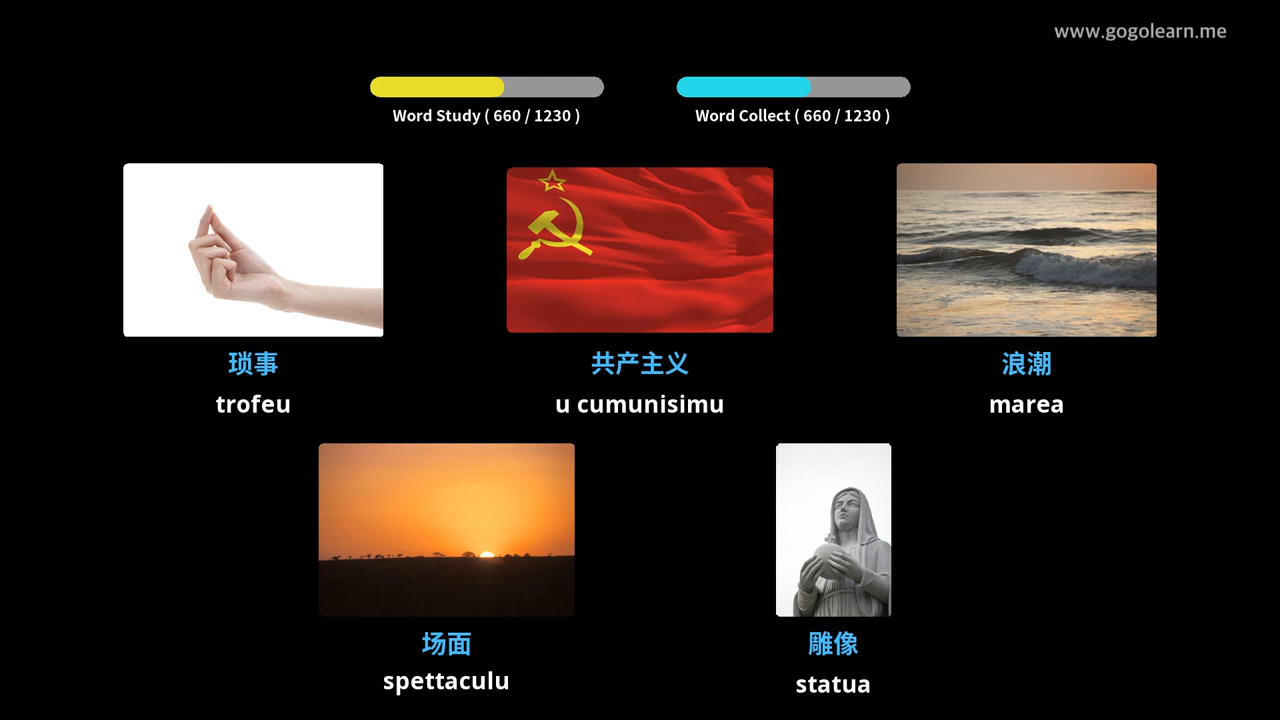 www.gogolearn.me
Word Study ( 660 / 1230 )
Word Collect ( 660 / 1230 )
琐事
trofeu
共产主义
u cumunisimu
浪潮
marea
场面
spettaculu
雕像
statua